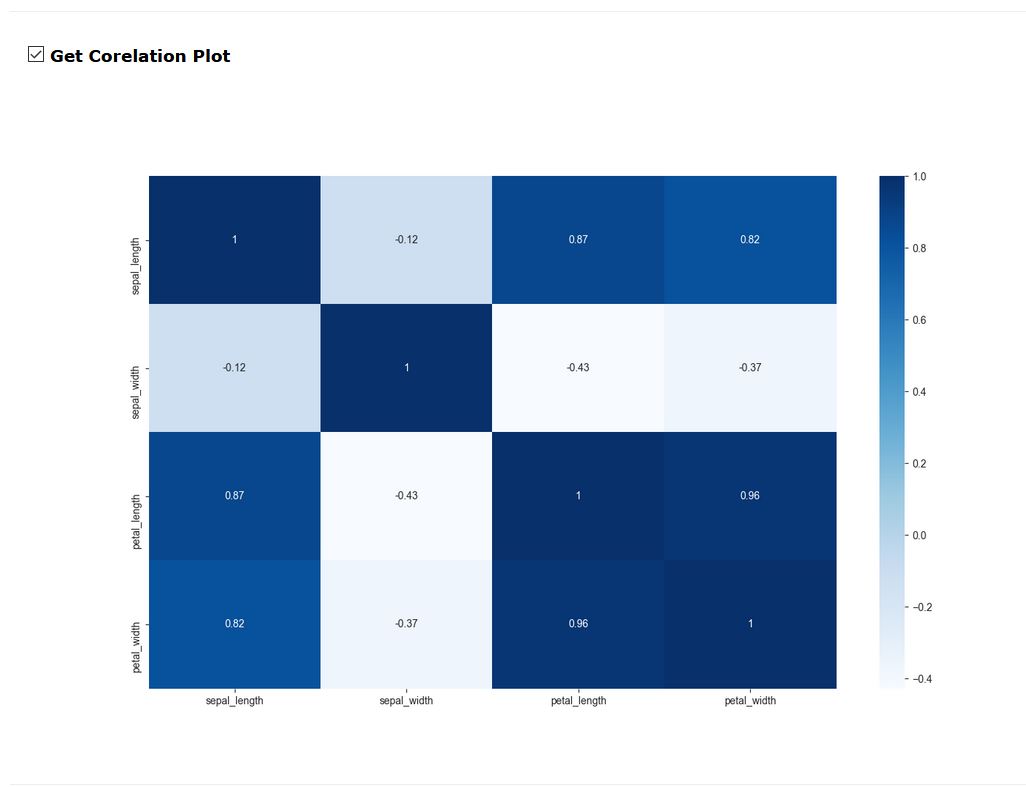 Get Corelation Plot
1.0
sepal_length
1
-0.12
0.87
0.82
0.8
0.6
sepal_width
-0.12
1
-0.43
-0.37
0.4
0.2
petal_length
0.87
-0.43
1
0.96
0.0
−0.2
petal_width
0.82
-0.37
0.96
1
−0.4
sepal_length
sepal_width
petal_length
petal_width